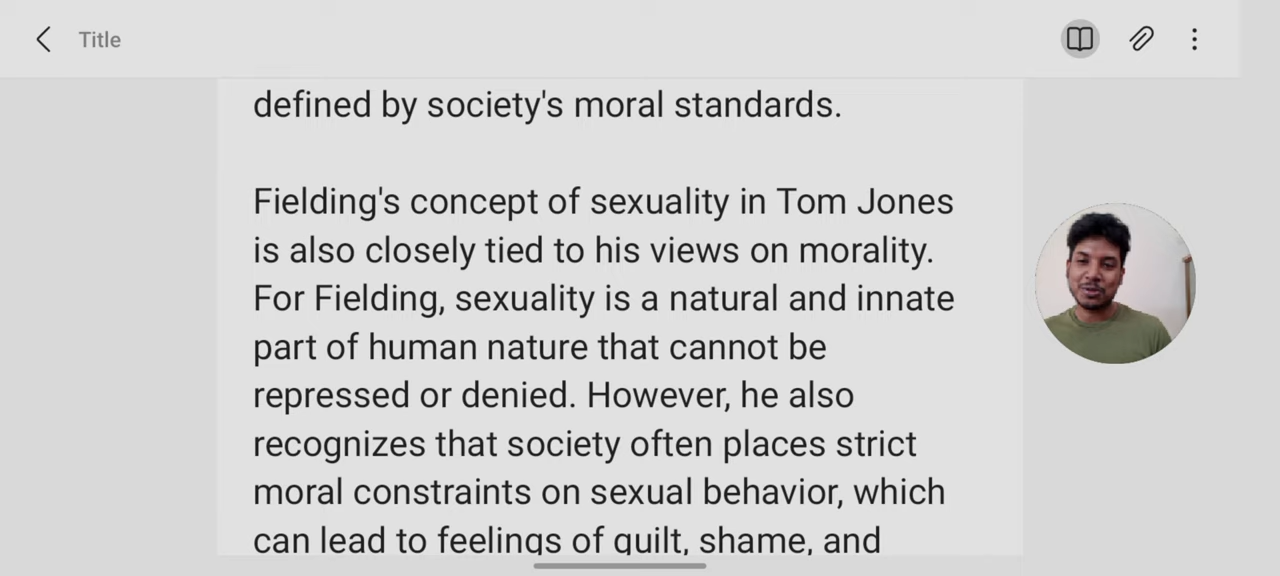 Title
defined by society's moral standards.
Fielding's concept of sexuality in Tom Jones
is also closely tied to his views on morality.
For Fielding, sexuality is a natural and innate
part of human nature that cannot be
repressed or denied. However, he also
recognizes that society often places strict
moral constraints on sexual behavior, which
can lead to feelings of guilt, shame, and